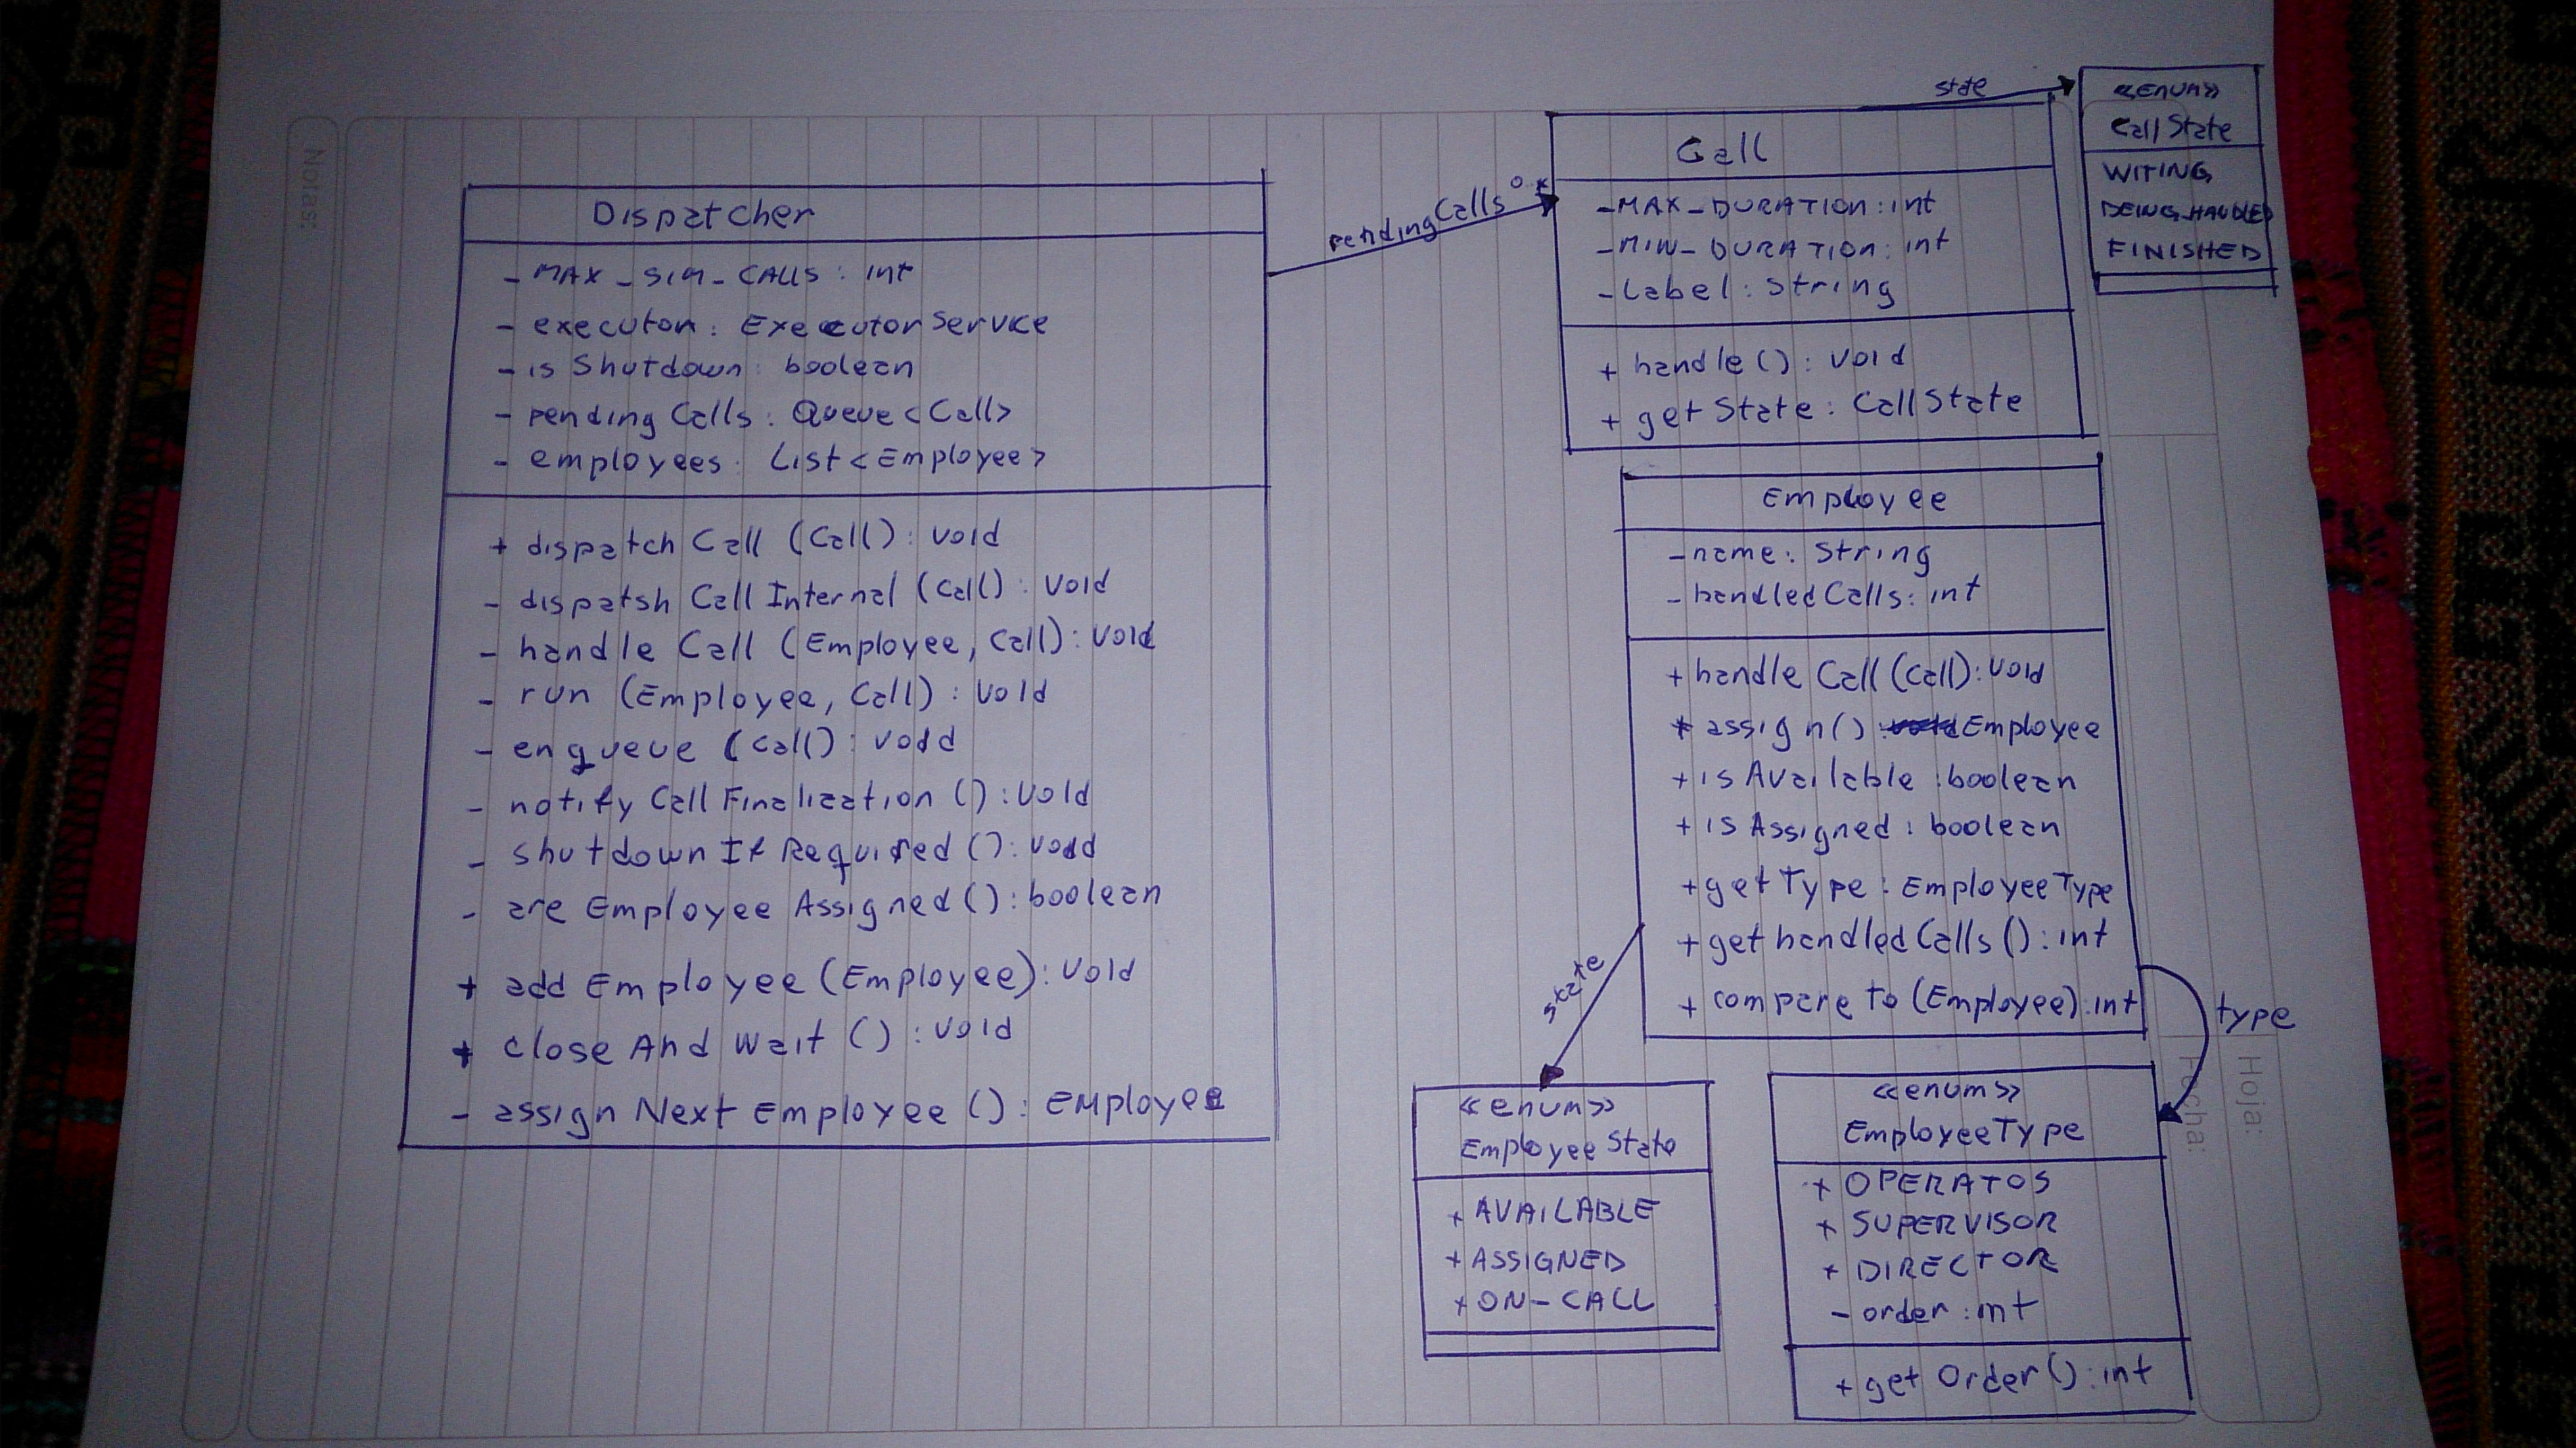 Notas:
Dispatcher
- MAX_SIM_CALLS: int
- executor: ExecutorService
- isShutdown: boolean
- pendingCalls: Queue<Call>
- employees: List<Employee>
+ dispatchCall (Call): void
- dispatshCallInternal (Call): void
- handleCall (Employee, Call): void
- run (Employee, Call): void
- enqueue (Call): void
- notifyCallFinalization (): void
- shutdownIfRequired (): void
- areEmployeeAssigned (): boolean
+ addEmployee (Employee): void
+ closeAndWait (): void
- assignNextEmployee (): Employee
pendingCalls 0..*
Call
- MAX_DURATION: int
- MIN_DURATION: int
- Label: String
+ handle (): void
+ getState: CallState
state
<<ENUM>>
CallState
WITING
BEING_HANDLED
FINISHED
Employee
- name: String
- handledCalls: int
+ handleCall (Call): void
+ assign(): Employee
+ isAvailable: boolean
+ isAssigned: boolean
+ getType: EmployeeType
+ gethandledCalls (): int
+ compareTo (Employee): int
state
type
<<enum>>
EmployeeState
+ AVAILABLE
+ ASSIGNED
+ ON-CALL
<<enum>>
EmployeeType
+ OPERATOS
+ SUPERVISOR
+ DIRECTOR
- order: int
+ getOrder (): int
Hoja: